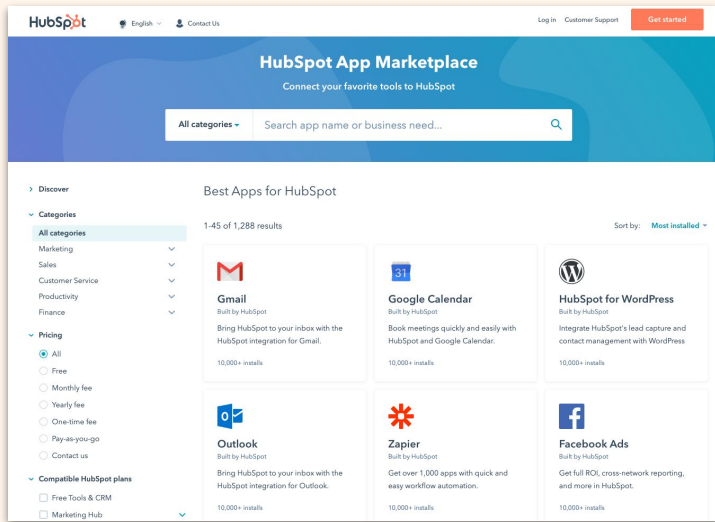 HubSpot
English
Contact Us
Log in
Customer Support
Get started
HubSpot App Marketplace
Connect your favorite tools to HubSpot
All categories
Search app name or business need...
Discover
Categories
All categories
Marketing
Sales
Customer Service
Productivity
Finance
Pricing
All
Free
Monthly fee
Yearly fee
One-time fee
Pay-as-you-go
Contact us
Compatible HubSpot plans
Free Tools & CRM
Marketing Hub
Best Apps for HubSpot
1-45 of 1,288 results
Sort by: Most installed
Gmail
Built by HubSpot
Bring HubSpot to your inbox with the
HubSpot integration for Gmail.
10,000+ installs
31
Google Calendar
Built by HubSpot
Book meetings quickly and easily with
HubSpot and Google Calendar.
10,000+ installs
HubSpot for WordPress
Built by HubSpot
Integrate HubSpot's lead capture and
contact management with WordPress
10,000+ installs
Outlook
Built by HubSpot
Bring HubSpot to your inbox with the
HubSpot integration for Outlook.
10,000+ installs
Zapier
Built by HubSpot
Get over 1,000 apps with quick and
easy workflow automation.
10,000+ installs
Facebook Ads
Built by HubSpot
Get full ROI, cross-network reporting,
and more in HubSpot.
10,000+ installs